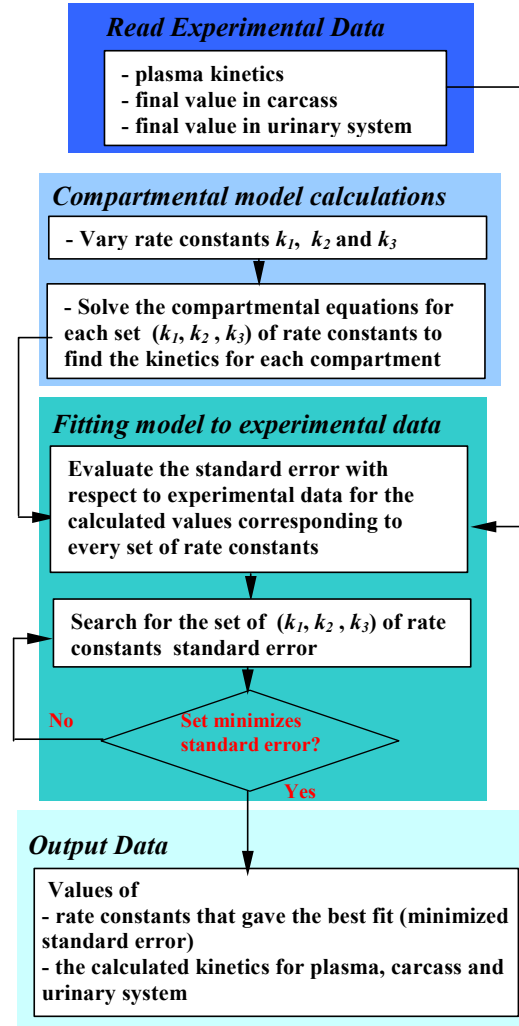 Read Experimental Data
- plasma kinetics
- final value in carcass
- final value in urinary system
Compartmental model calculations
- Vary rate constants k1, k2 and k3
- Solve the compartmental equations for
each set (k1, k2 , k3) of rate constants to
find the kinetics for each compartment
Fitting model to experimental data
Evaluate the standard error with
respect to experimental data for the
calculated values corresponding to
every set of rate constants
Search for the set of (k1, k2 , k3) of rate
constants standard error
No
Set minimizes
standard error?
Yes
Output Data
Values of
- rate constants that gave the best fit (minimized
standard error)
- the calculated kinetics for plasma, carcass and
urinary system